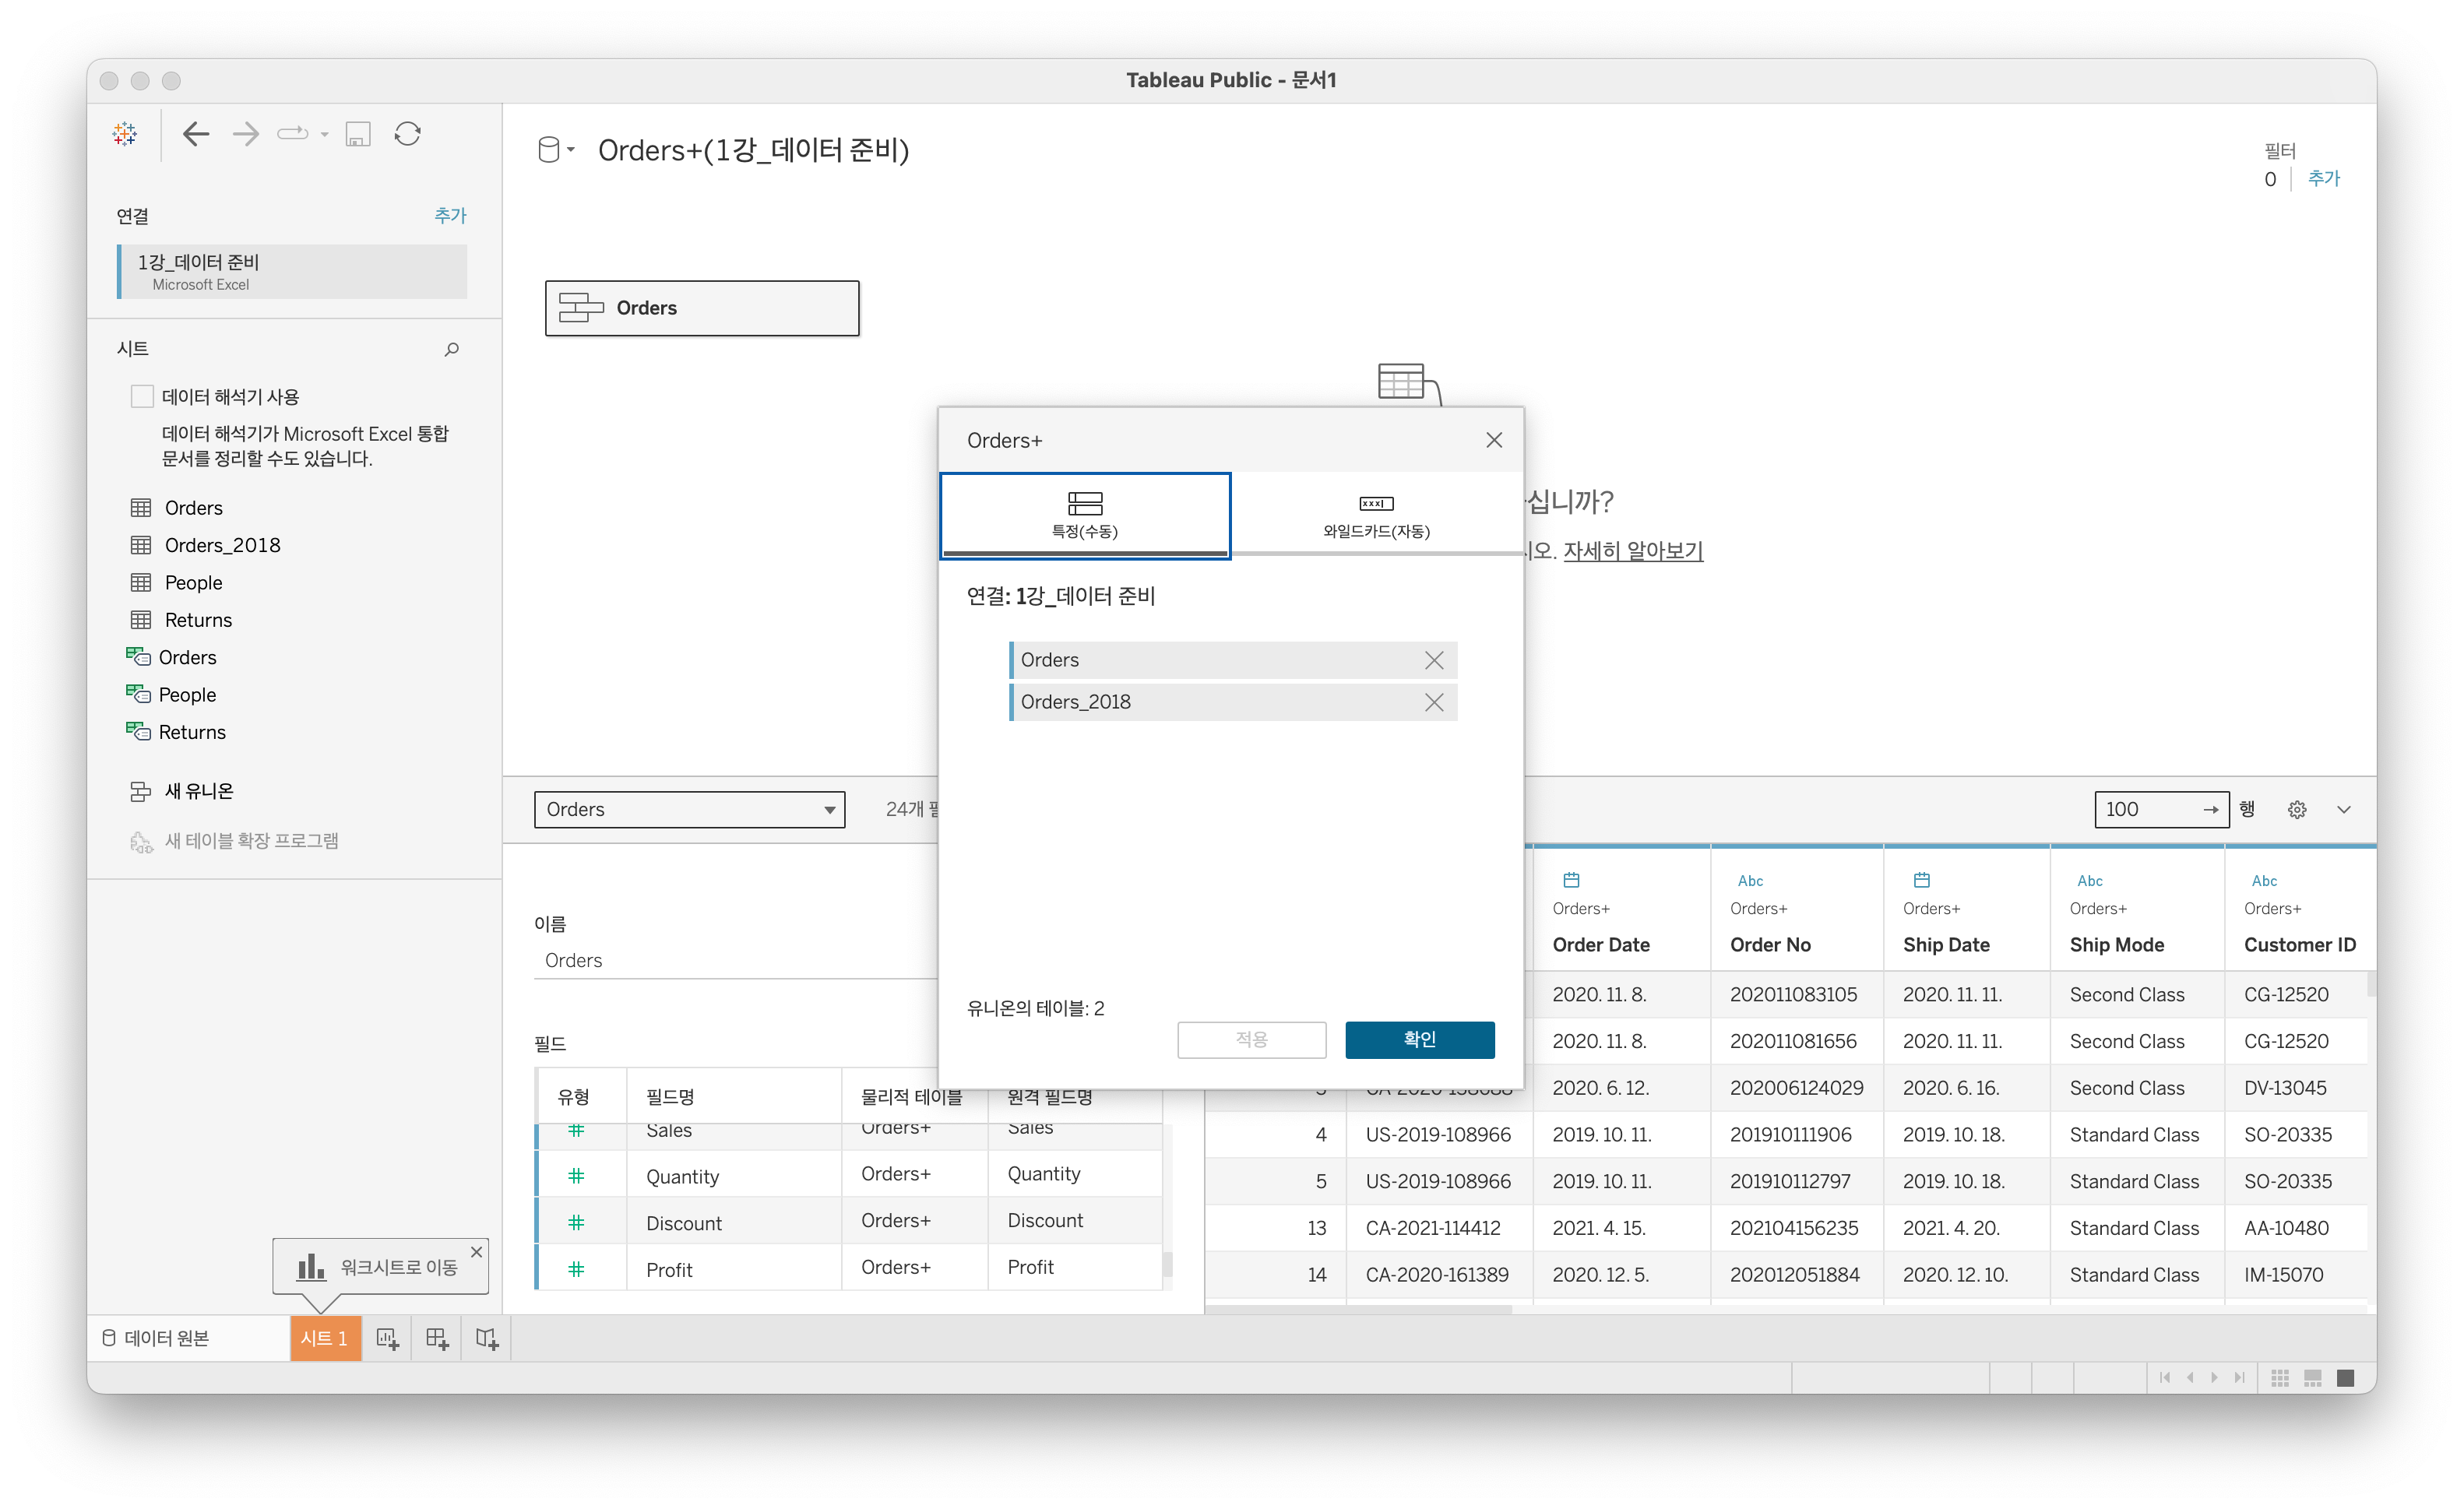 Tableau Public - 문서1
연결
추가
1강_데이터 준비
Microsoft Excel
시트
데이터 해석기 사용
데이터 해석기가 Microsoft Excel 통합
문서를 정리할 수도 있습니다.
Orders
Orders_2018
People
Returns
Orders
People
Returns
새 유니온
새 테이블 확장 프로그램
워크시트로 이동
Orders+(1강_데이터 준비)
필터
0
추가
Orders
십니까?
시오. 자세히 알아보기
Orders+
특정(수동)
와일드카드(자동)
연결: 1강_데이터 준비
Orders
Orders_2018
유니온의 테이블: 2
적용
확인
Orders
24개
100
행
이름
Orders
필드
유형 필드명 물리적 테이블 원격 필드명
Sales Orders+ Sales
Quantity Orders+ Quantity
Discount Orders+ Discount
Profit Orders+ Profit
Abc Abc Abc
Orders+ Orders+ Orders+ Orders+ Orders+
Order Date Order No Ship Date Ship Mode Customer ID
2020. 11. 8. 202011083105 2020. 11. 11. Second Class CG-12520
2020. 11. 8. 202011081656 2020. 11. 11. Second Class CG-12520
3 CA-2020-138688 2020. 6. 12. 202006124029 2020. 6. 16. Second Class DV-13045
4 US-2019-108966 2019. 10. 11. 201910111906 2019. 10. 18. Standard Class SO-20335
5 US-2019-108966 2019. 10. 11. 201910112797 2019. 10. 18. Standard Class SO-20335
13 CA-2021-114412 2021. 4. 15. 202104156235 2021. 4. 20. Standard Class AA-10480
14 CA-2020-161389 2020. 12. 5. 202012051884 2020. 12. 10. Standard Class IM-15070
데이터 원본
시트 1